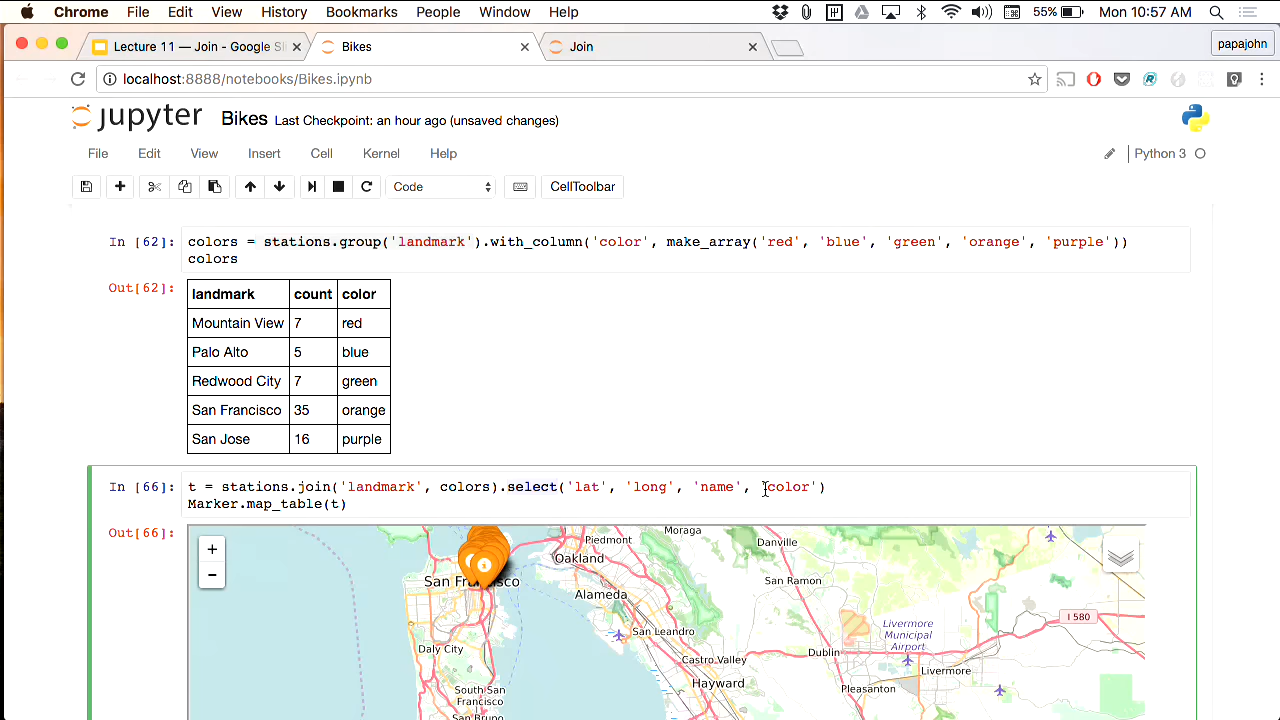 Chrome File Edit View History Bookmarks People Window Help 55% Mon 10:57 AM
Lecture 11 — Join - Google Sli Bikes Join papajohn
localhost:8888/notebooks/Bikes.ipynb
jupyter Bikes Last Checkpoint: an hour ago (unsaved changes)
File Edit View Insert Cell Kernel Help Python 3
Code CellToolbar
In [62]: colors = stations.group('landmark').with_column('color', make_array('red', 'blue', 'green', 'orange', 'purple'))
colors
Out[62]: landmark count color
Mountain View 7 red
Palo Alto 5 blue
Redwood City 7 green
San Francisco 35 orange
San Jose 16 purple
In [66]: t = stations.join('landmark', colors).select('lat', 'long', 'name', 'color')
Marker.map_table(t)
Out[66]:
+
-
Moraga
Piedmont
Danville
Oakland
San Francisco
San Ramon
Alameda
I 580
San Leandro
Livermore
Municipal
Airport
Daly City
Dublin
Castro Valley
Livermore
Hayward
Pleasanton
South San
Francisco
San Bruno